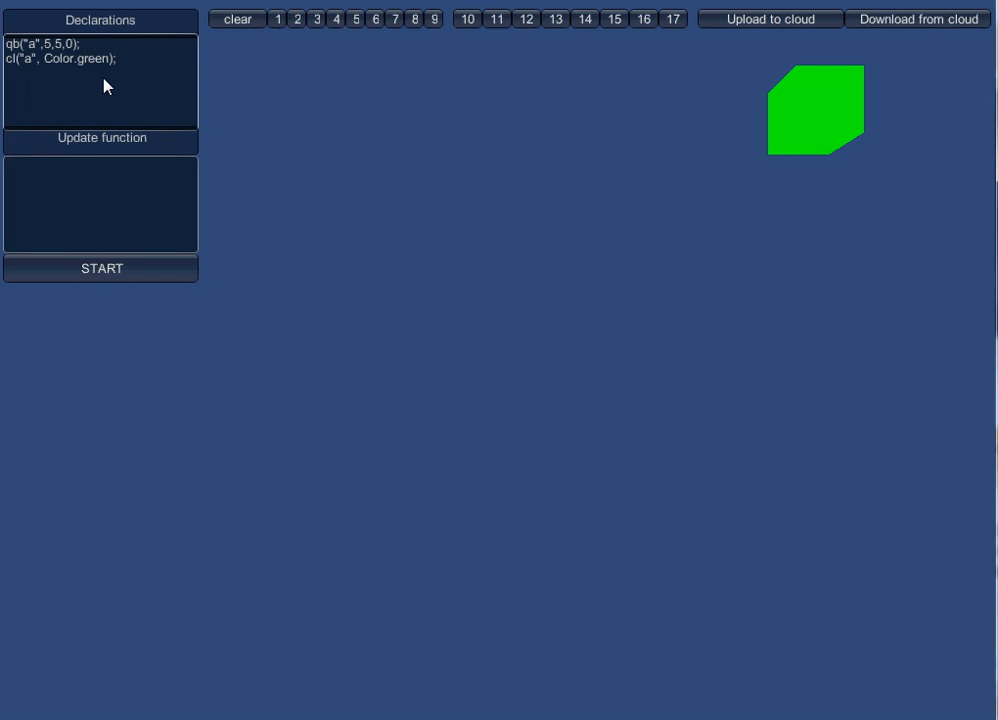 Declarations
qb("a",5,5,0);
cl("a", Color.green);
Update function
START
clear 1 2 3 4 5 6 7 8 9 10 11 12 13 14 15 16 17 Upload to cloud Download from cloud